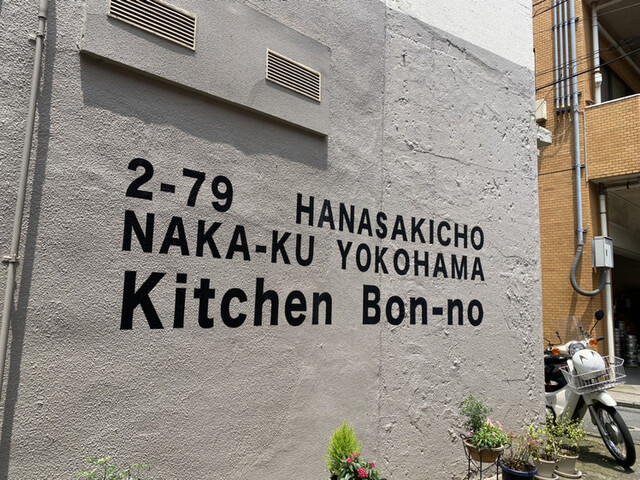 2-79 HANASAKICHO
NAKA-KU YOKOHAMA
Kitchen Bon-no